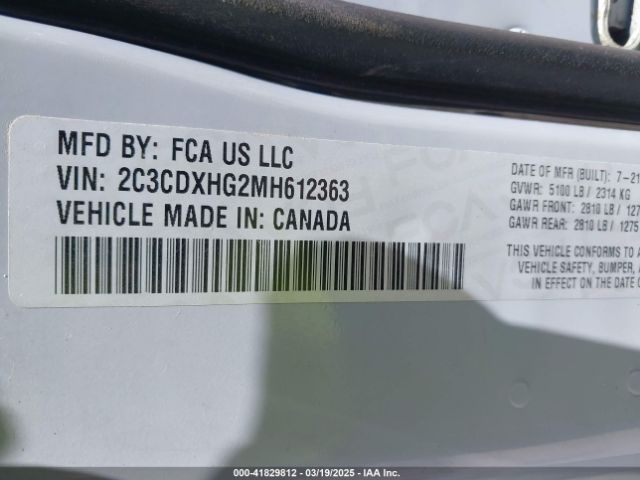 MFD BY: FCA US LLC
VIN: 2C3CDXHG2MH612363
VEHICLE MADE IN: CANADA
DATE OF MFR (BUILT): 7-21
GVWR: 5100 LB / 2314 KG
GAWR FRONT: 2810 LB / 127
GAWR REAR: 2810 LB / 1275
THIS VEHICLE CONFORMS TO A
VEHICLE SAFETY, BUMPER,
IN EFFECT ON THE DATE
000-41829812 - 03/19/2025 - IAA Inc.